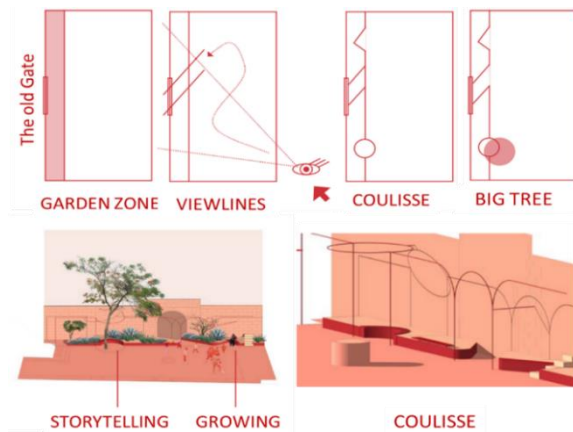 The old Gate
GARDEN ZONE
VIEWLINES
COULISSE
BIG TREE
STORYTELLING
GROWING
COULISSE